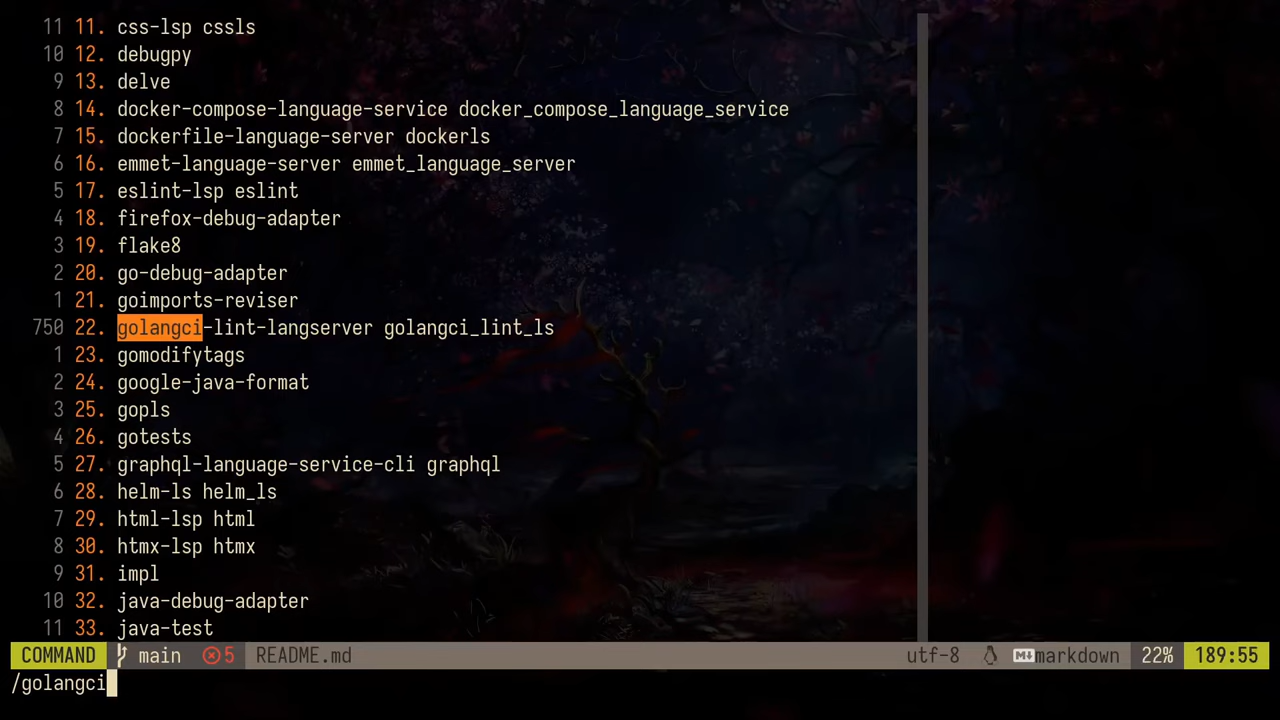 11 11. css-lsp cssls
10 12. debugpy
9 13. delve
8 14. docker-compose-language-service docker_compose_language_service
7 15. dockerfile-language-server dockerls
6 16. emmet-language-server emmet_language_server
5 17. eslint-lsp eslint
4 18. firefox-debug-adapter
3 19. flake8
2 20. go-debug-adapter
1 21. goimports-reviser
750 22. golangci-lint-langserver golangci_lint_ls
1 23. gomodifytags
2 24. google-java-format
3 25. gopls
4 26. gotests
5 27. graphql-language-service-cli graphql
6 28. helm-ls helm_ls
7 29. html-lsp html
8 30. htmx-lsp htmx
9 31. impl
10 32. java-debug-adapter
11 33. java-test
COMMAND main 5 README.md utf-8 M markdown 22% 189:55
/golangci